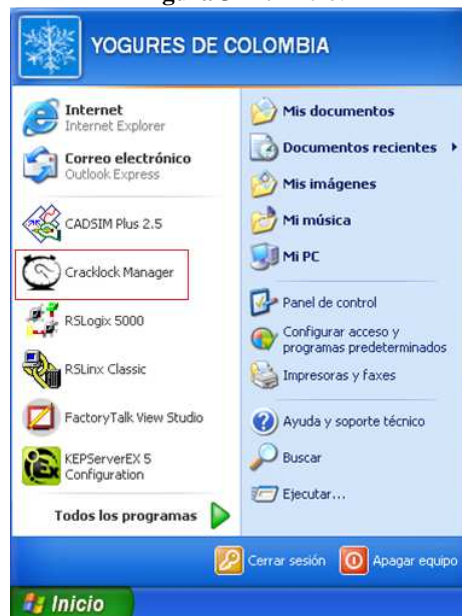 YOGURES DE COLOMBIA
Internet
Internet Explorer
Correo electrónico
Outlook Express
CADSIM Plus 2.5
Cracklock Manager
RSLogix 5000
RSLinx Classic
FactoryTalk View Studio
KEPServerEX 5
Configuration
Todos los programas
Mis documentos
Documentos recientes
Mis imágenes
Mi música
Mi PC
Panel de control
Configurar acceso y
programas predeterminados
Impresoras y faxes
Ayuda y soporte técnico
Buscar
Ejecutar...
Cerrar sesión
Apagar equipo
Inicio